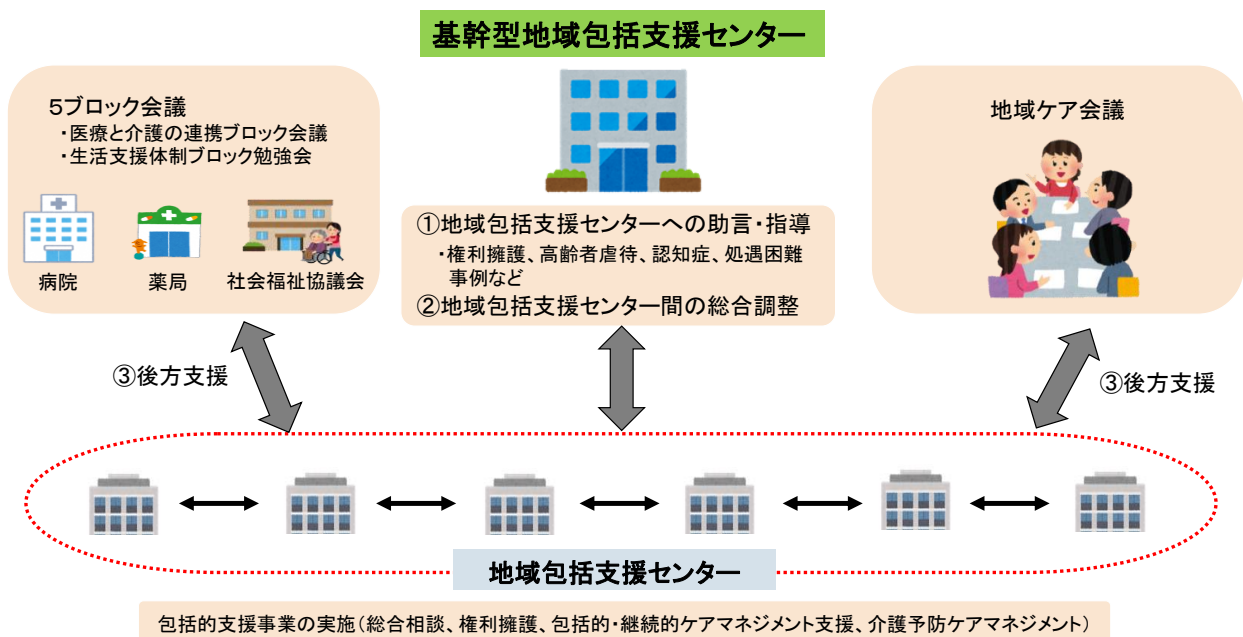 基幹型地域包括支援センター
5ブロック会議
・医療と介護の連携ブロック会議
・生活支援体制ブロック勉強会
病院
薬局
社会福祉協議会
①地域包括支援センターへの助言・指導
・権利擁護、高齢者虐待、認知症、処遇困難
事例など
②地域包括支援センター間の総合調整
地域ケア会議
③後方支援
③後方支援
地域包括支援センター
包括的支援事業の実施(総合相談、権利擁護、包括的・継続的ケアマネジメント支援、介護予防ケアマネジメント)